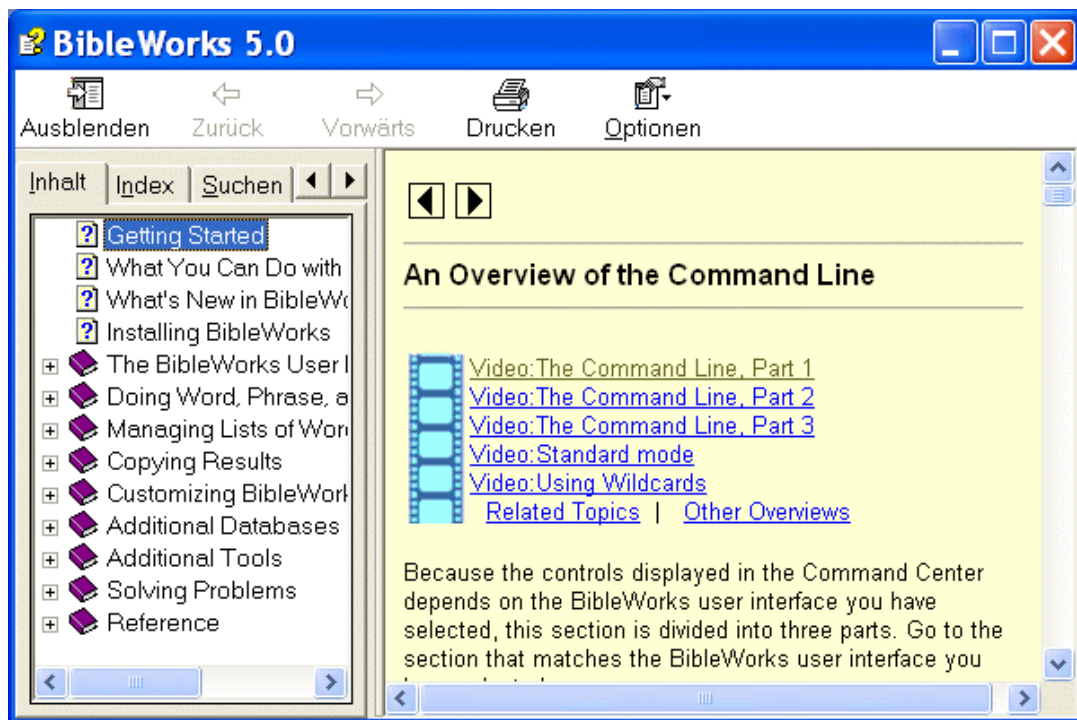 BibleWorks 5.0
Ausblenden Zurück Vorwärts Drucken Optionen
Inhalt Index Suchen
Getting Started
What You Can Do with
What's New in BibleWo
Installing BibleWorks
The BibleWorks User
Doing Word, Phrase, a
Managing Lists of Wor
Copying Results
Customizing BibleWor
Additional Databases
Additional Tools
Solving Problems
Reference
An Overview of the Command Line
Video:The Command Line, Part 1
Video:The Command Line, Part 2
Video:The Command Line, Part 3
Video:Standard mode
Video:Using Wildcards
Related Topics | Other Overviews
Because the controls displayed in the Command Center
depends on the BibleWorks user interface you have
selected, this section is divided into three parts. Go to the
section that matches the BibleWorks user interface you